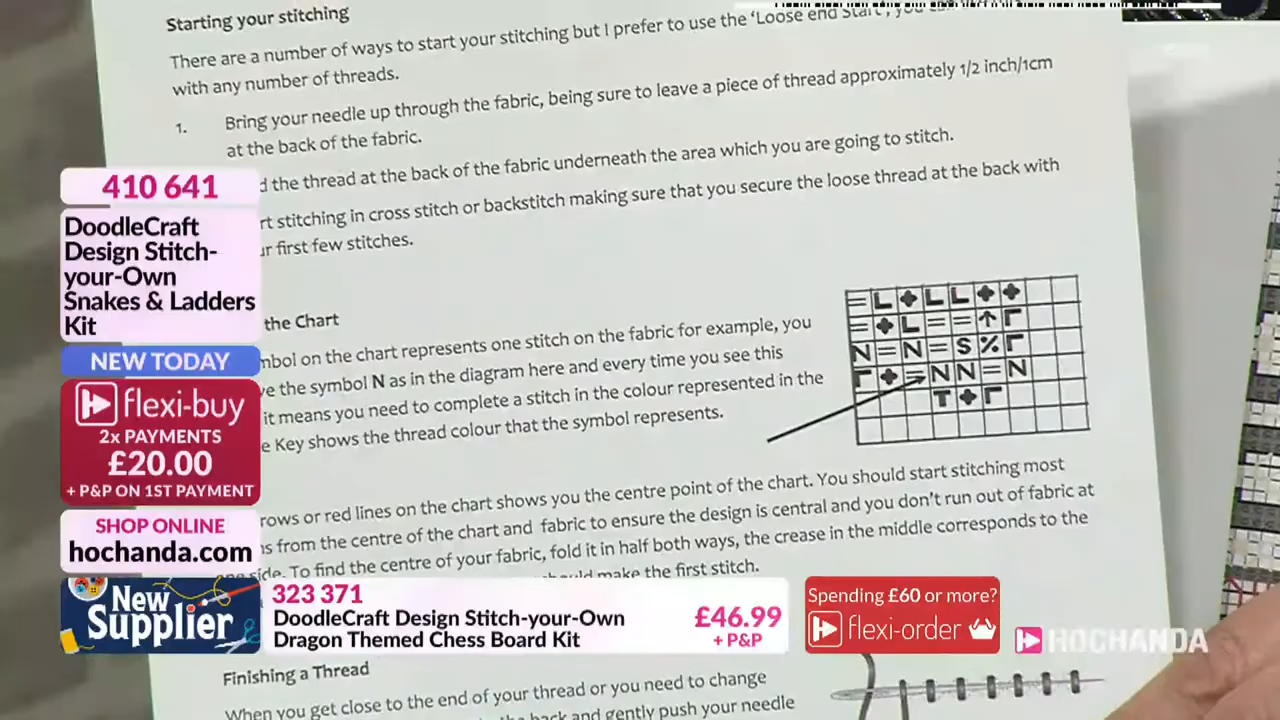 Starting your stitching
There are a number of ways to start your stitching but I prefer to use the 'Loose end Start', you can
with any number of threads.
1. Bring your needle up through the fabric, being sure to leave a piece of thread approximately 1/2 inch/1cm
at the back of the fabric.
d the thread at the back of the fabric underneath the area which you are going to stitch.
rt stitching in cross stitch or backstitch making sure that you secure the loose thread at the back with
ur first few stitches.
the Chart
mbol on the chart represents one stitch on the fabric for example, you
ve the symbol N as in the diagram here and every time you see this
it means you need to complete a stitch in the colour represented in the
e Key shows the thread colour that the symbol represents.
rows or red lines on the chart shows you the centre point of the chart. You should start stitching most
ns from the centre of the chart and fabric to ensure the design is central and you don't run out of fabric at
one side. To find the centre of your fabric, fold it in half both ways, the crease in the middle corresponds to the
should make the first stitch.
Finishing a Thread
When you get close to the end of your thread or you need to change
the back and gently push your needle
410 641
DoodleCraft
Design Stitch-
your-Own
Snakes & Ladders
Kit
NEW TODAY
flexi-buy
2x PAYMENTS
£20.00
+ P&P ON 1ST PAYMENT
SHOP ONLINE
hochanda.com
New
Supplier
323 371
DoodleCraft Design Stitch-your-Own
Dragon Themed Chess Board Kit
£46.99
+ P&P
Spending £60 or more?
flexi-order
HOCHANDA